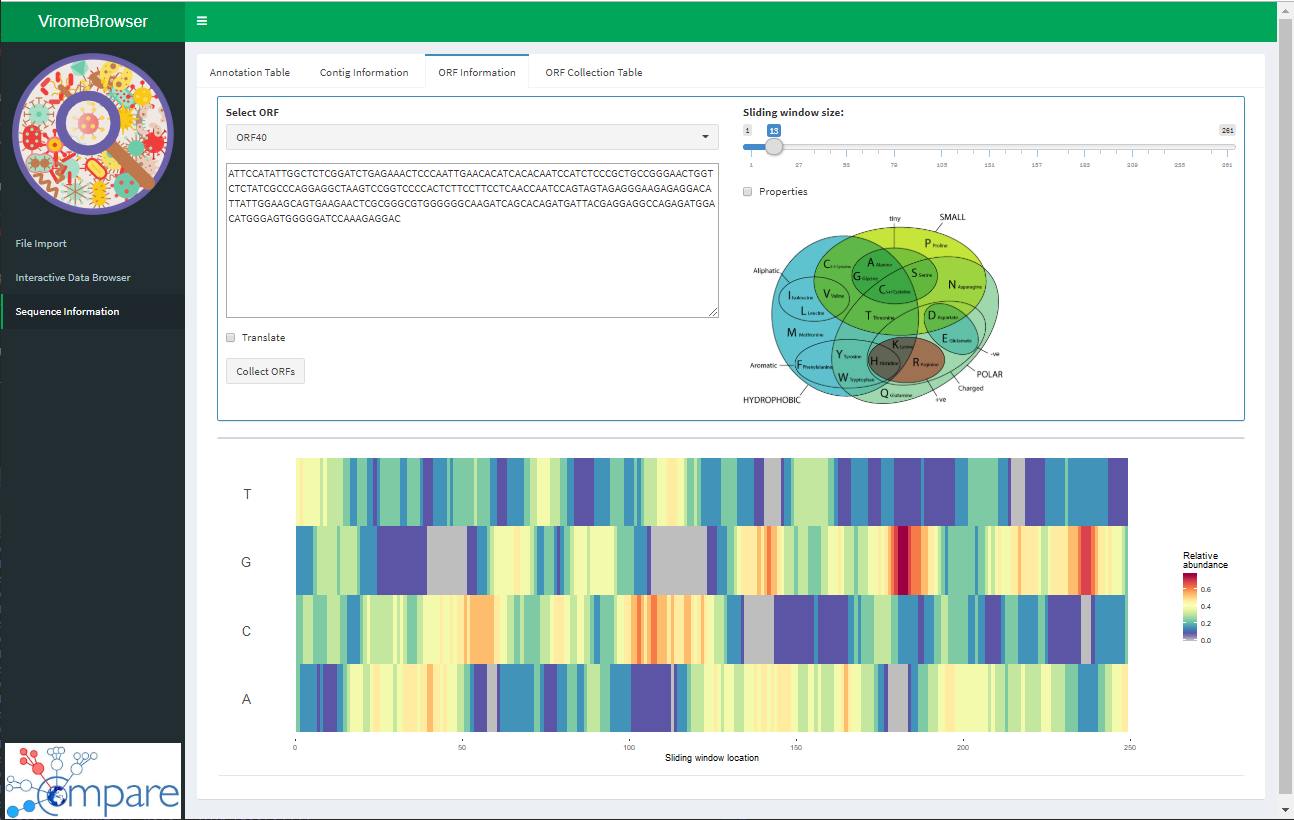 ViromeBrowser
Annotation Table
Contig Information
ORF Information
ORF Collection Table
File Import
Interactive Data Browser
Sequence Information
Select ORF
ORF40
ATTCCATATTGGCTCTCGGATCTGAGAAACTCCCAATTGAACACATCACACAATCCATCTCCCGCTGCCGGGAACTGGT
CTCTATCGCCCAGGAGGCTAAGTCCGGTCCCCACTCTTCCTTCCTCAACCAATCCAGTAGTAGAGGGAAGAGAGGACA
TTATTGGAAGCAGTGAAGAACTCGCGGGCGTGGGGGGCAAGATCAGCACAGATGATTACGAGGAGGCCAGAGATGGA
CATGGGAGTGGGGGATCCAAAGAGGAC
Translate
Collect ORFs
Sliding window size:
1 13 261
1 27 53 79 105 131 157 183 209 235 261
Properties
tiny SMALL
P Proline
Aliphatic
A Alanine
G Glycine
S Serine
N Asparagine
I Isoleucine
V Valine
L Leucine
T Threonine
D Aspartate
M Methionine
E Glutamate
K Lysine
Y Tyrosine
-ve
Aromatic
F Phenylalanine
H Histidine
R Arginine
POLAR
W Tryptophan
Charged
Q Glutamine
+ve
HYDROPHOBIC
T
G
C
A
0 50 100 150 200 250
Sliding window location
Relative
abundance
0.6
0.4
0.2
0.0
Compare